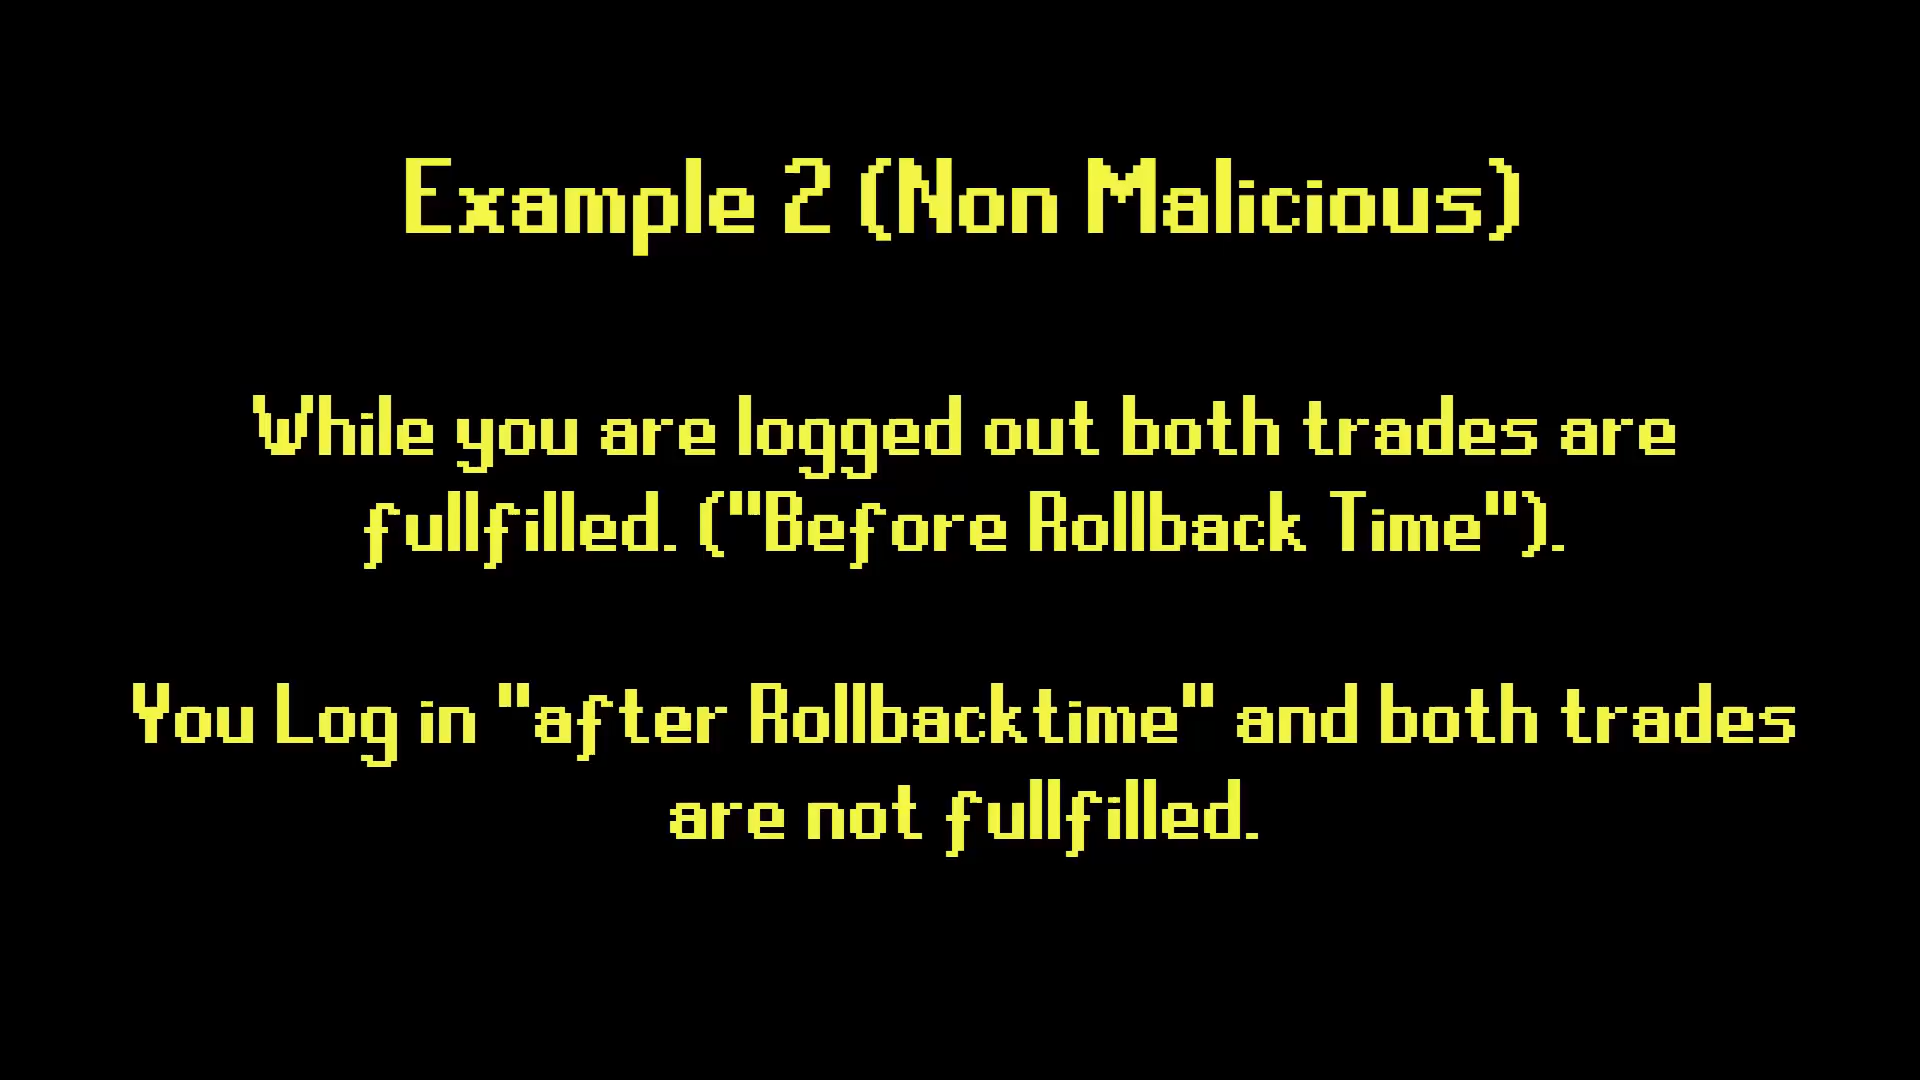 Example 2 (Non Malicious)
While you are logged out both trades are
fullfilled. ("Before Rollback Time").
You Log in "after Rollbacktime" and both trades
are not fullfilled.